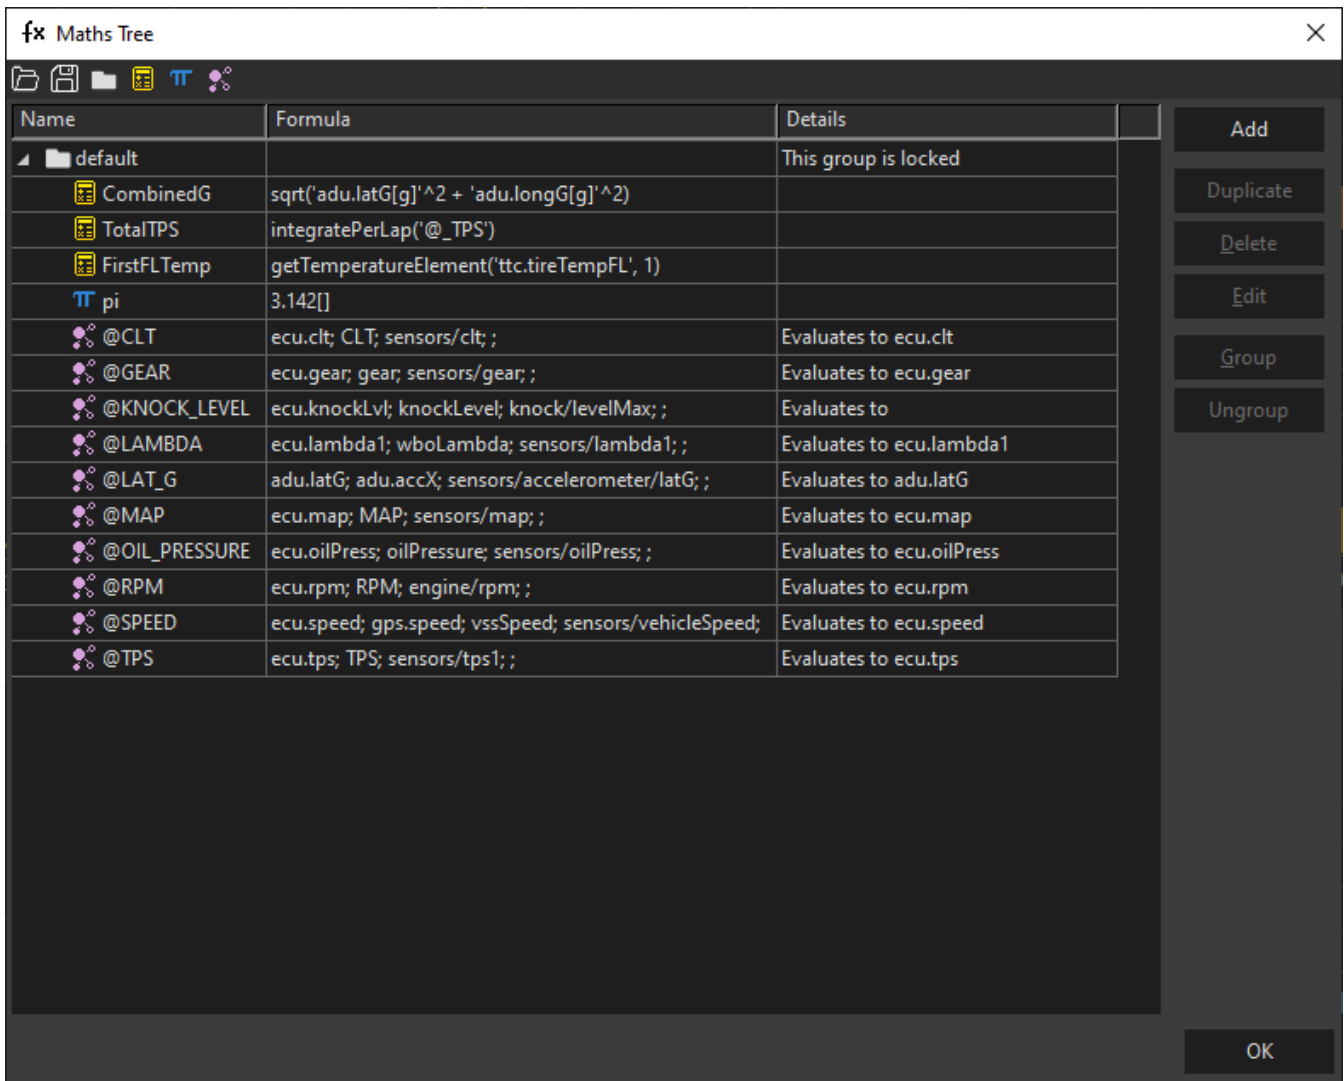 fx Maths Tree
Name Formula Details
default This group is locked
CombinedG sqrt('adu.latG[g]'^2 + 'adu.longG[g]'^2)
TotalTPS integratePerLap('@_TPS')
FirstFLTemp getTemperatureElement('ttc.tireTempFL', 1)
π pi 3.142[]
@CLT ecu.clt; CLT; sensors/clt; ; Evaluates to ecu.clt
@GEAR ecu.gear; gear; sensors/gear; ; Evaluates to ecu.gear
@KNOCK_LEVEL ecu.knockLvl; knockLevel; knock/levelMax; ; Evaluates to
@LAMBDA ecu.lambda1; wboLambda; sensors/lambda1; ; Evaluates to ecu.lambda1
@LAT_G adu.latG; adu.accX; sensors/accelerometer/latG; ; Evaluates to adu.latG
@MAP ecu.map; MAP; sensors/map; ; Evaluates to ecu.map
@OIL_PRESSURE ecu.oilPress; oilPressure; sensors/oilPress; ; Evaluates to ecu.oilPress
@RPM ecu.rpm; RPM; engine/rpm; ; Evaluates to ecu.rpm
@SPEED ecu.speed; gps.speed; vssSpeed; sensors/vehicleSpeed; Evaluates to ecu.speed
@TPS ecu.tps; TPS; sensors/tps1; ; Evaluates to ecu.tps
Add
Duplicate
Delete
Edit
Group
Ungroup
OK